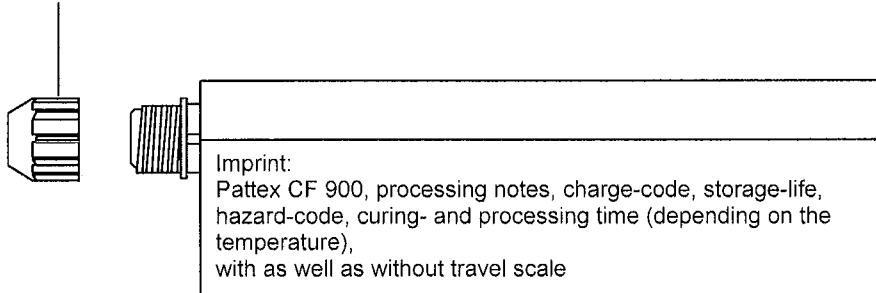 Imprint:
Pattex CF 900, processing notes, charge-code, storage-life,
hazard-code, curing- and processing time (depending on the
temperature),
with as well as without travel scale